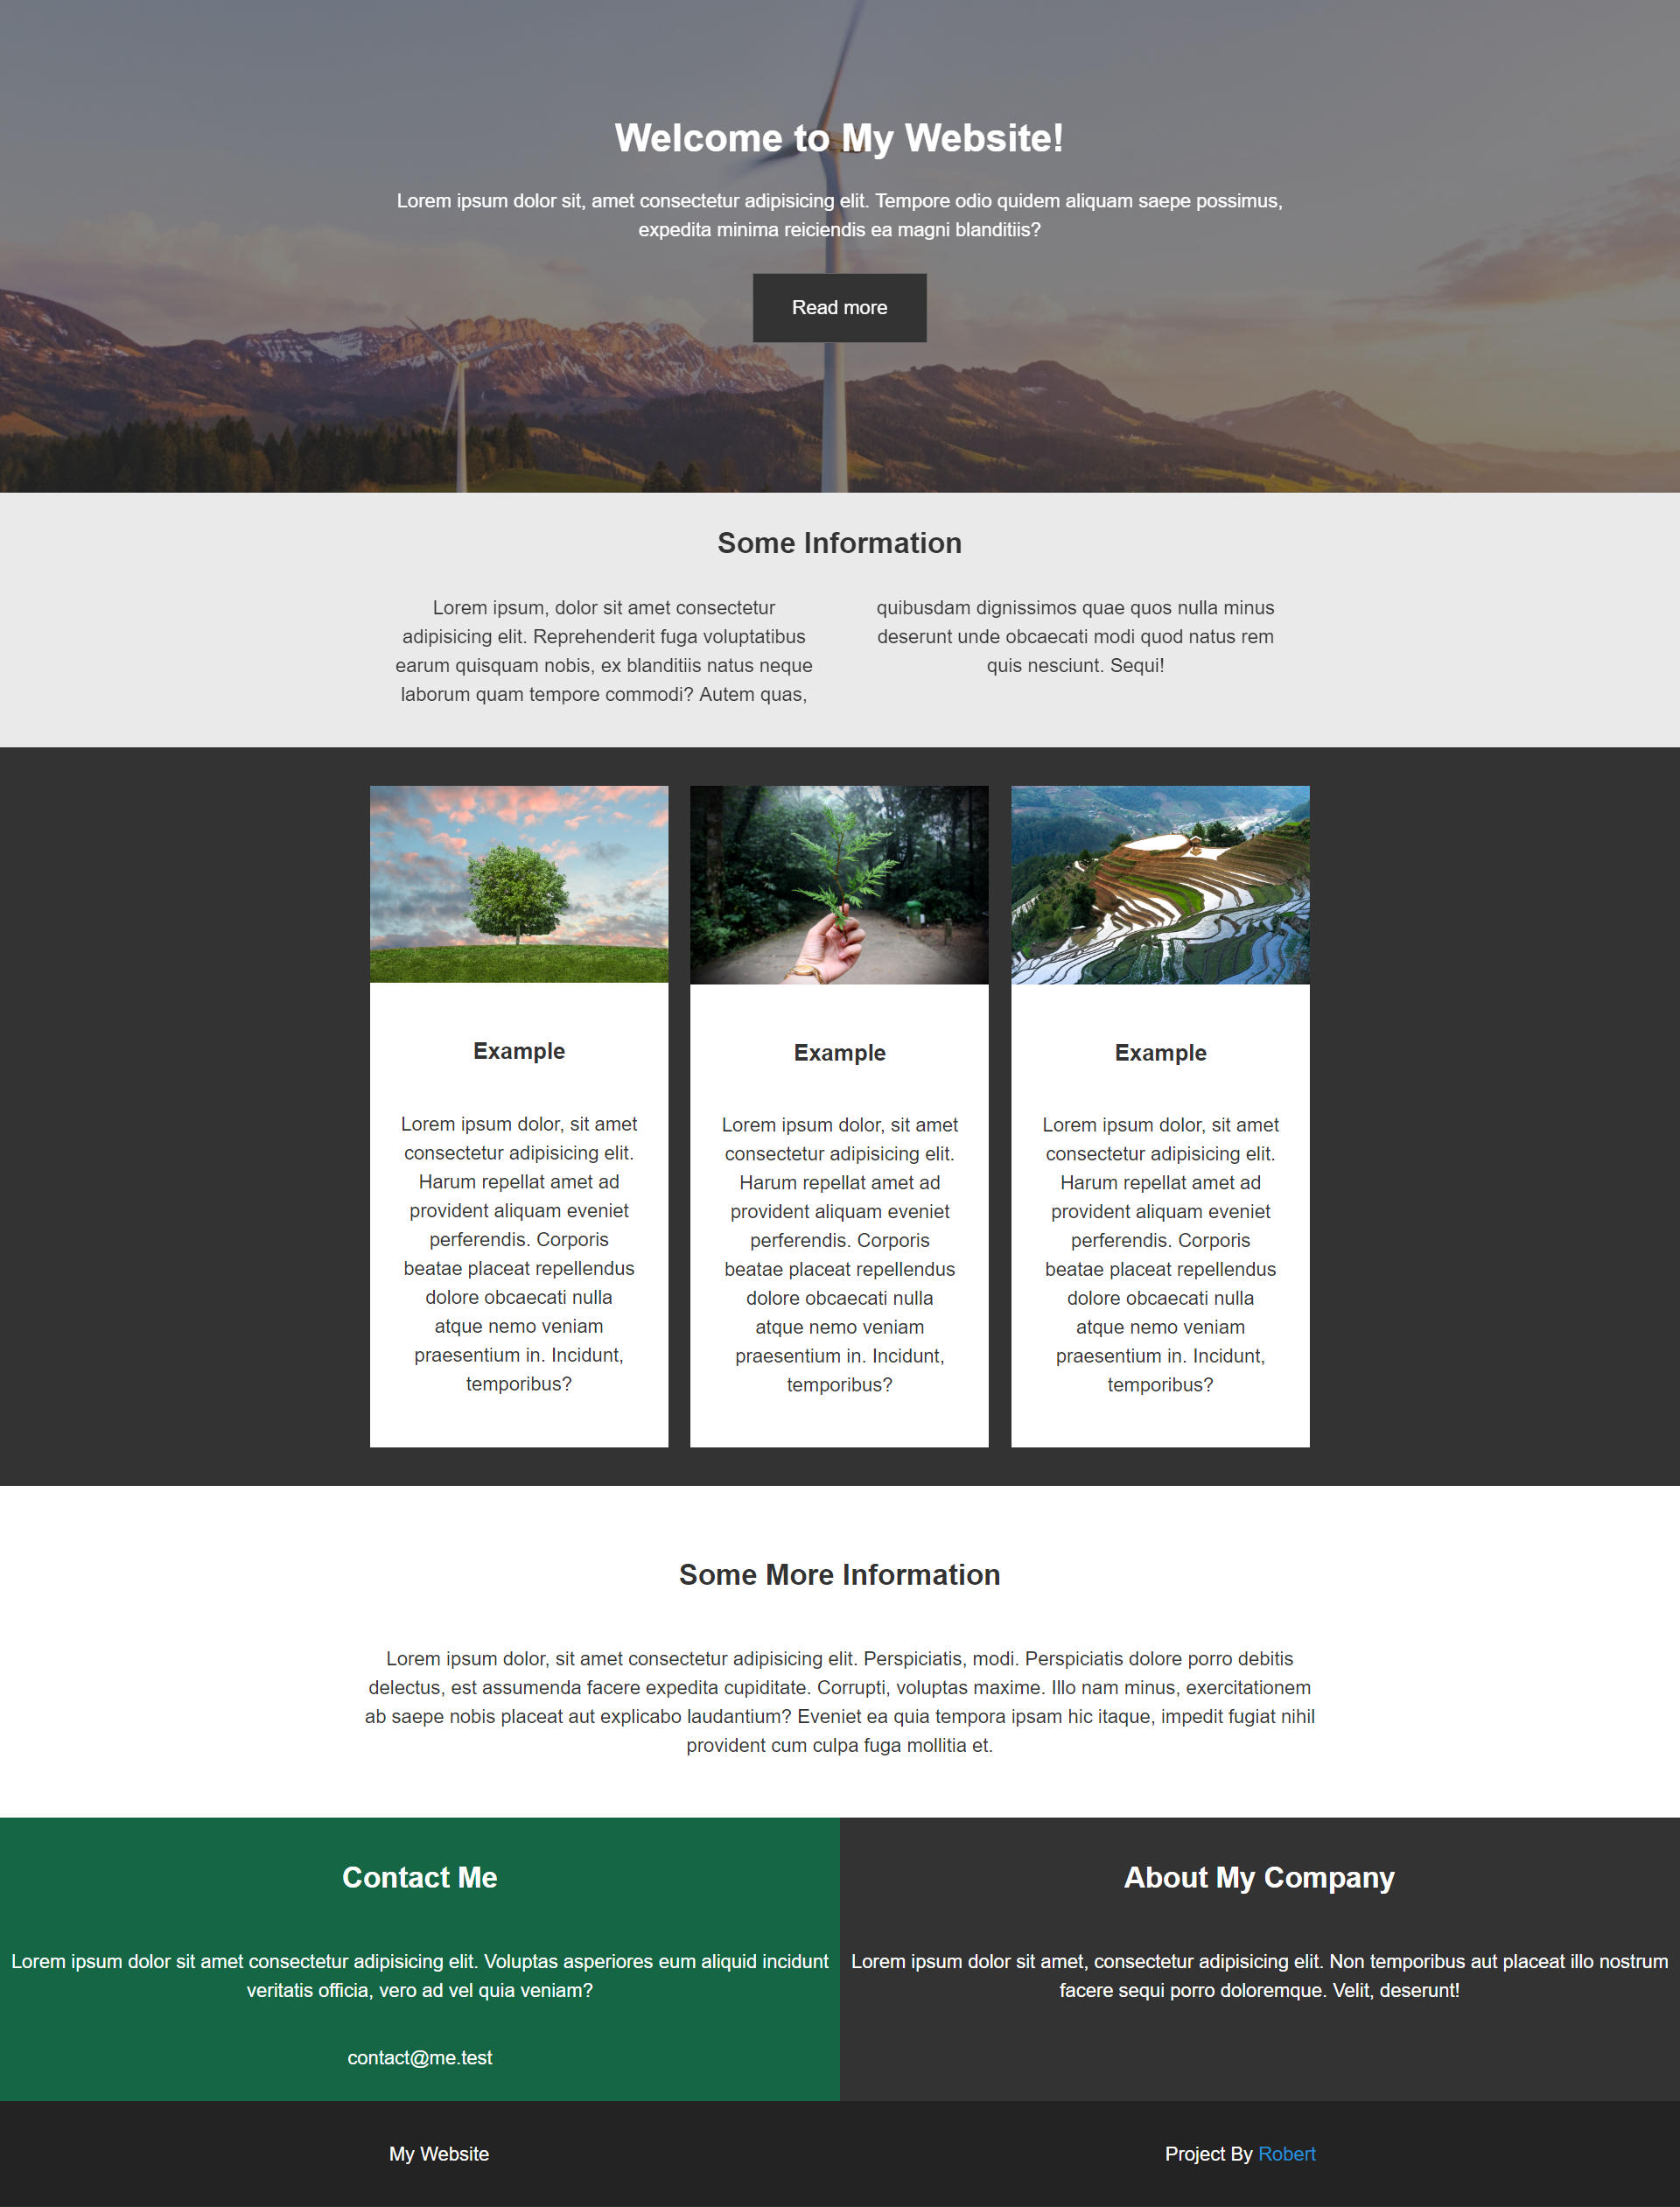 Welcome to My Website!
Lorem ipsum dolor sit, amet consectetur adipisicing elit. Tempore odio quidem aliquam saepe possimus,
expedita minima reiciendis ea magni blanditiis?
Read more
Some Information
Lorem ipsum, dolor sit amet consectetur
adipisicing elit. Reprehenderit fuga voluptatibus
earum quisquam nobis, ex blanditiis natus neque
laborum quam tempore commodi? Autem quas,
quibusdam dignissimos quae quos nulla minus
deserunt unde obcaecati modi quod natus rem
quis nesciunt. Sequi!
Example
Lorem ipsum dolor, sit amet
consectetur adipisicing elit.
Harum repellat amet ad
provident aliquam eveniet
perferendis. Corporis
beatae placeat repellendus
dolore obcaecati nulla
atque nemo veniam
praesentium in. Incidunt,
temporibus?
Example
Lorem ipsum dolor, sit amet
consectetur adipisicing elit.
Harum repellat amet ad
provident aliquam eveniet
perferendis. Corporis
beatae placeat repellendus
dolore obcaecati nulla
atque nemo veniam
praesentium in. Incidunt,
temporibus?
Example
Lorem ipsum dolor, sit amet
consectetur adipisicing elit.
Harum repellat amet ad
provident aliquam eveniet
perferendis. Corporis
beatae placeat repellendus
dolore obcaecati nulla
atque nemo veniam
praesentium in. Incidunt,
temporibus?
Some More Information
Lorem ipsum dolor, sit amet consectetur adipisicing elit. Perspiciatis, modi. Perspiciatis dolore porro debitis
delectus, est assumenda facere expedita cupiditate. Corrupti, voluptas maxime. Illo nam minus, exercitationem
ab saepe nobis placeat aut explicabo laudantium? Eveniet ea quia tempora ipsam hic itaque, impedit fugiat nihil
provident cum culpa fuga mollitia et.
Contact Me
Lorem ipsum dolor sit amet consectetur adipisicing elit. Voluptas asperiores eum aliquid incidunt
veritatis officia, vero ad vel quia veniam?
contact@me.test
About My Company
Lorem ipsum dolor sit amet, consectetur adipisicing elit. Non temporibus aut placeat illo nostrum
facere sequi porro doloremque. Velit, deserunt!
My Website
Project By Robert